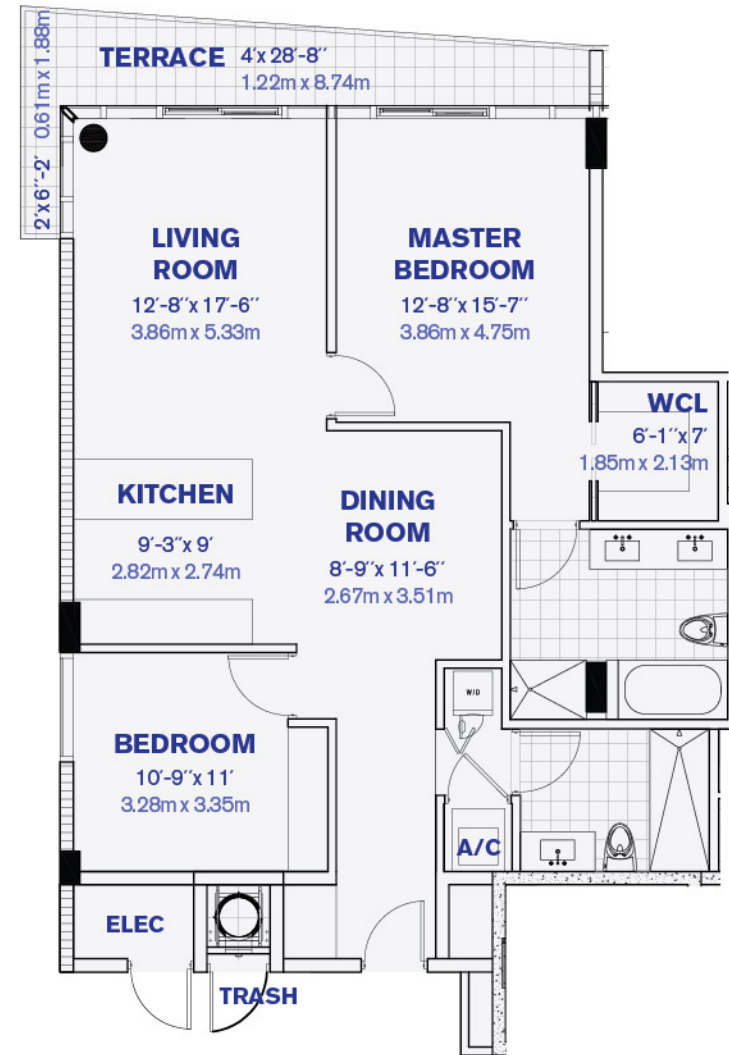 TERRACE 4'x 28'-8''
1.22m x 8.74m
2'x6''-2' 0.61m x 1.88m
LIVING
ROOM
12'-8''x 17'-6''
3.86m x 5.33m
MASTER
BEDROOM
12'-8''x 15'-7''
3.86m x 4.75m
WCL
6'-1''x 7'
1.85m x 2.13m
KITCHEN
9'-3''x 9'
2.82m x 2.74m
DINING
ROOM
8'-9''x 11'-6''
2.67m x 3.51m
W/D
BEDROOM
10'-9''x 11'
3.28m x 3.35m
A/C
ELEC
TRASH